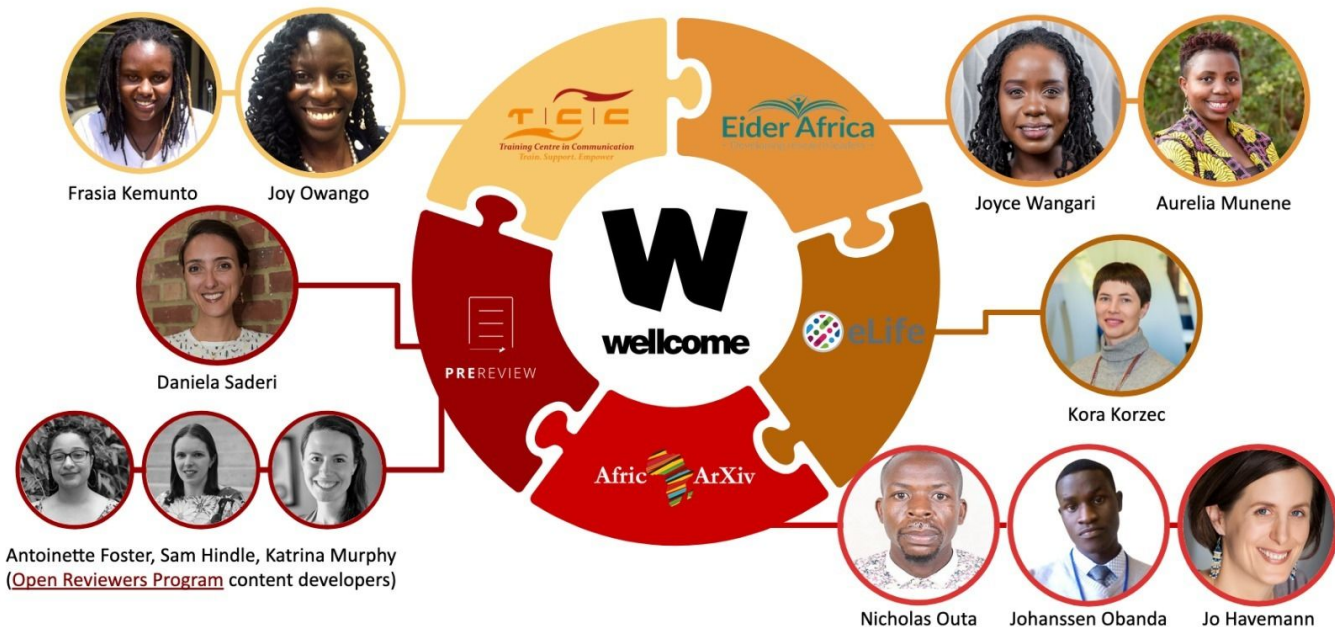 T|C|C
Training Centre in Communication
Train. Support. Empower
Eider Africa
Frasia Kemunto
Joy Owango
Joyce Wangari
Aurelia Munene
W
wellcome
Daniela Saderi
PREREVIEW
eLife
Kora Korzec
Afric ArXiv
Antoinette Foster, Sam Hindle, Katrina Murphy
(Open Reviewers Program content developers)
Nicholas Outa
Johanssen Obanda
Jo Havemann